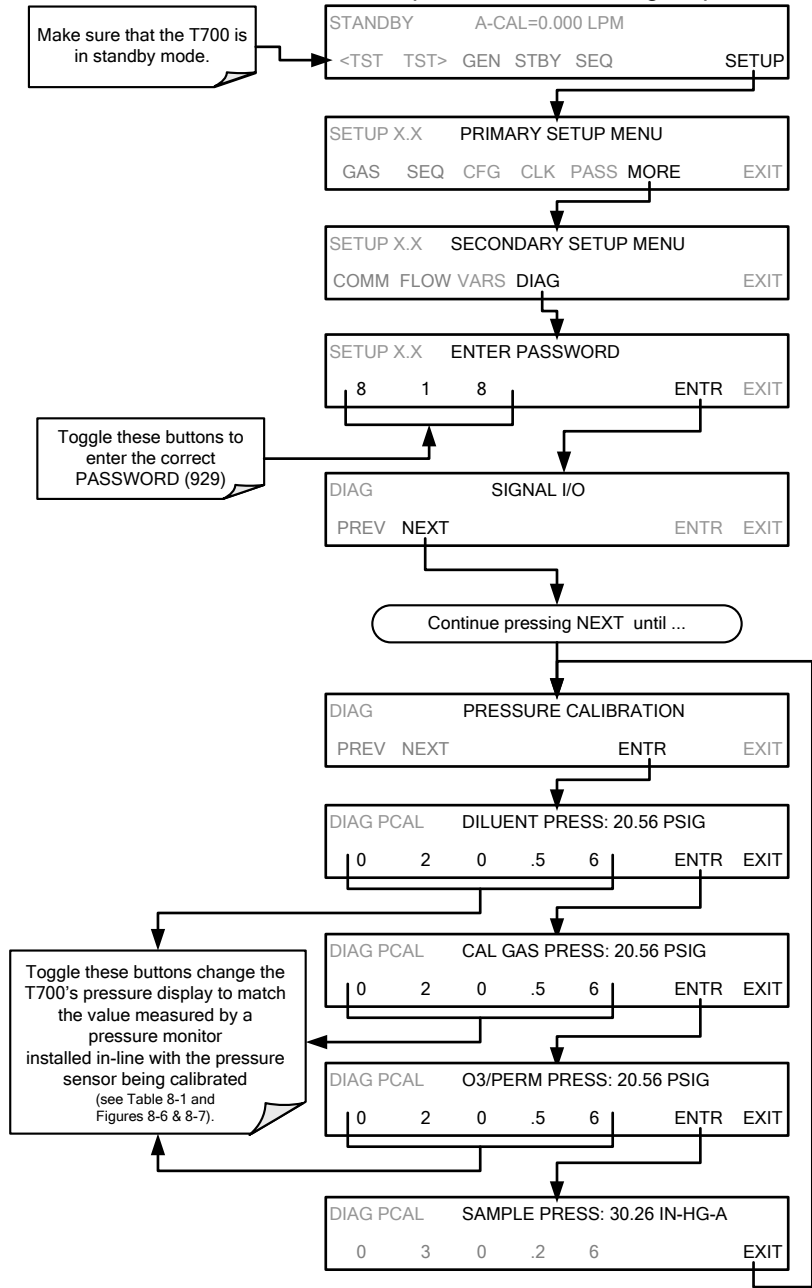 Make sure that the T700 is
in standby mode.
STANDBY A-CAL=0.000 LPM
<TST TST> GEN STBY SEQ SETUP
SETUP X.X PRIMARY SETUP MENU
GAS SEQ CFG CLK PASS MORE EXIT
SETUP X.X SECONDARY SETUP MENU
COMM FLOW VARS DIAG EXIT
SETUP X.X ENTER PASSWORD
8 1 8 ENTR EXIT
Toggle these buttons to
enter the correct
PASSWORD (929)
DIAG SIGNAL I/O
PREV NEXT ENTR EXIT
Continue pressing NEXT until ...
DIAG PRESSURE CALIBRATION
PREV NEXT ENTR EXIT
DIAG PCAL DILUENT PRESS: 20.56 PSIG
0 2 0 .5 6 ENTR EXIT
DIAG PCAL CAL GAS PRESS: 20.56 PSIG
0 2 0 .5 6 ENTR EXIT
Toggle these buttons change the
T700's pressure display to match
the value measured by a
pressure monitor
installed in-line with the pressure
sensor being calibrated
(see Table 8-1 and
Figures 8-6 & 8-7).
DIAG PCAL O3/PERM PRESS: 20.56 PSIG
0 2 0 .5 6 ENTR EXIT
DIAG PCAL SAMPLE PRESS: 30.26 IN-HG-A
0 3 0 .2 6 EXIT